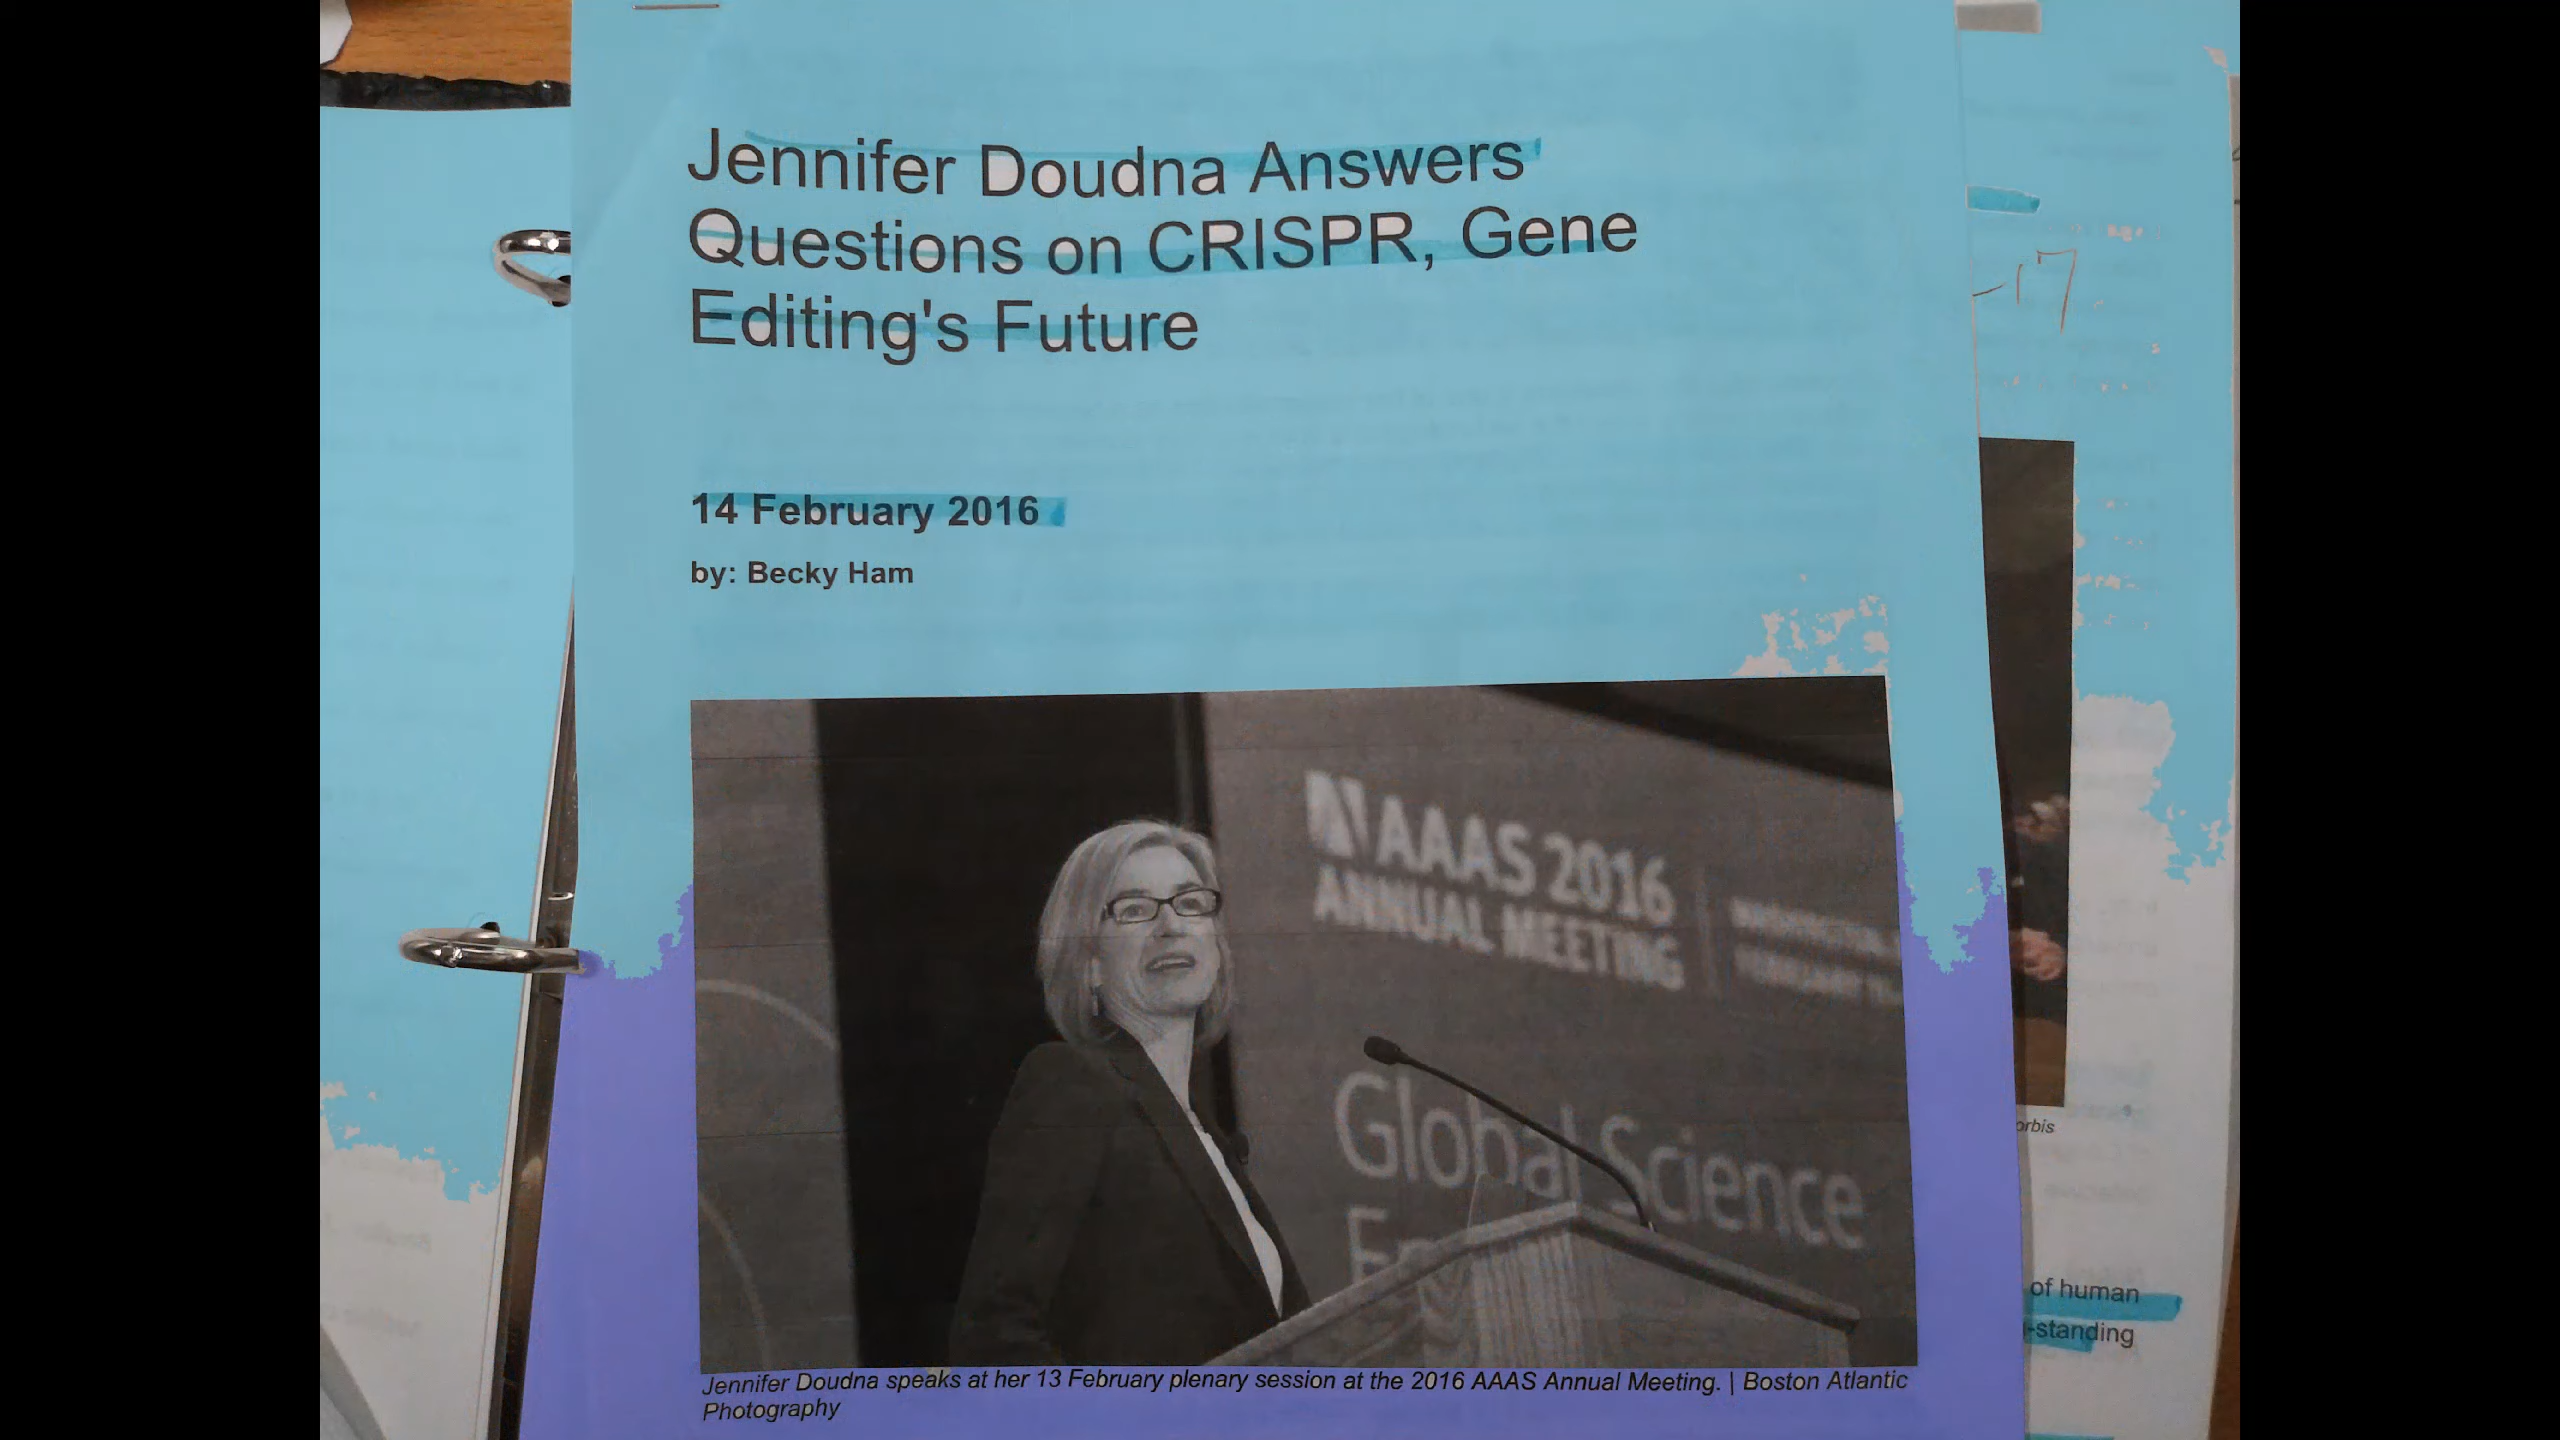 Jennifer Doudna Answers
Questions on CRISPR, Gene
Editing's Future
14 February 2016
by: Becky Ham
AAAS 2016
ANNUAL MEETING
Global Science
Jennifer Doudna speaks at her 13 February plenary session at the 2016 AAAS Annual Meeting. | Boston Atlantic
Photography
orbis
of human
-standing